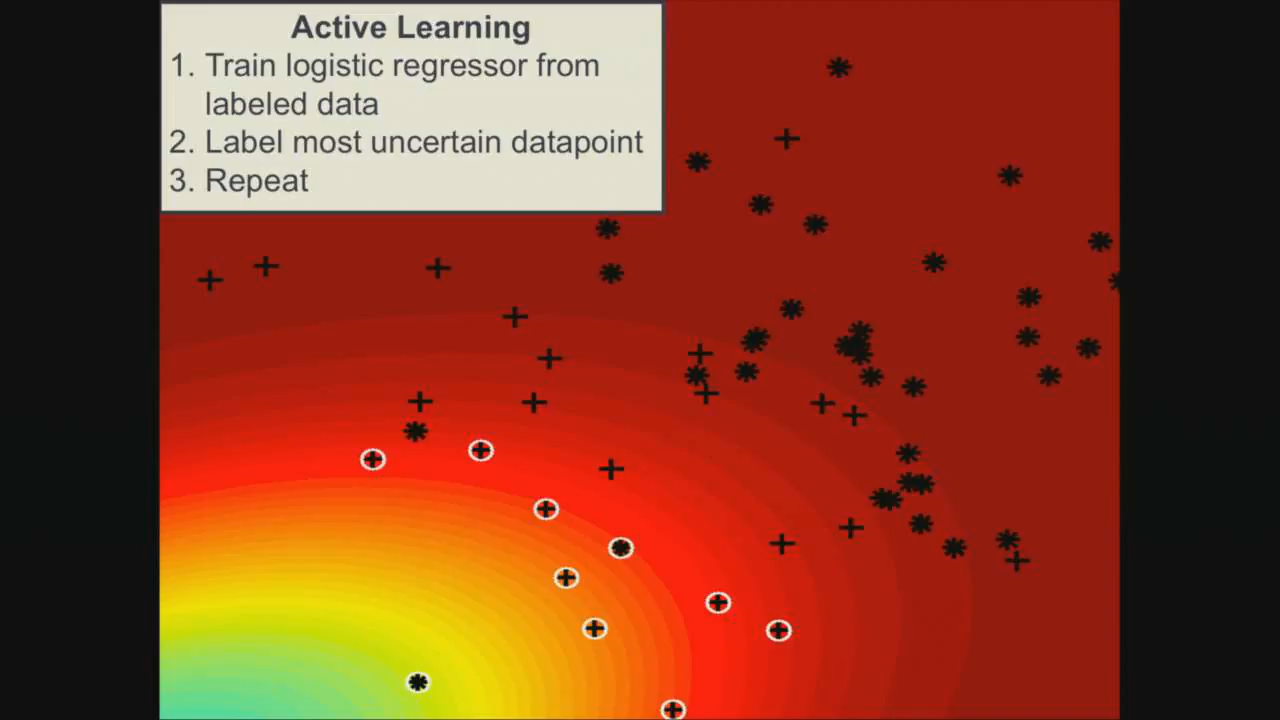 Active Learning
1. Train logistic regressor from
labeled data
2. Label most uncertain datapoint
3. Repeat